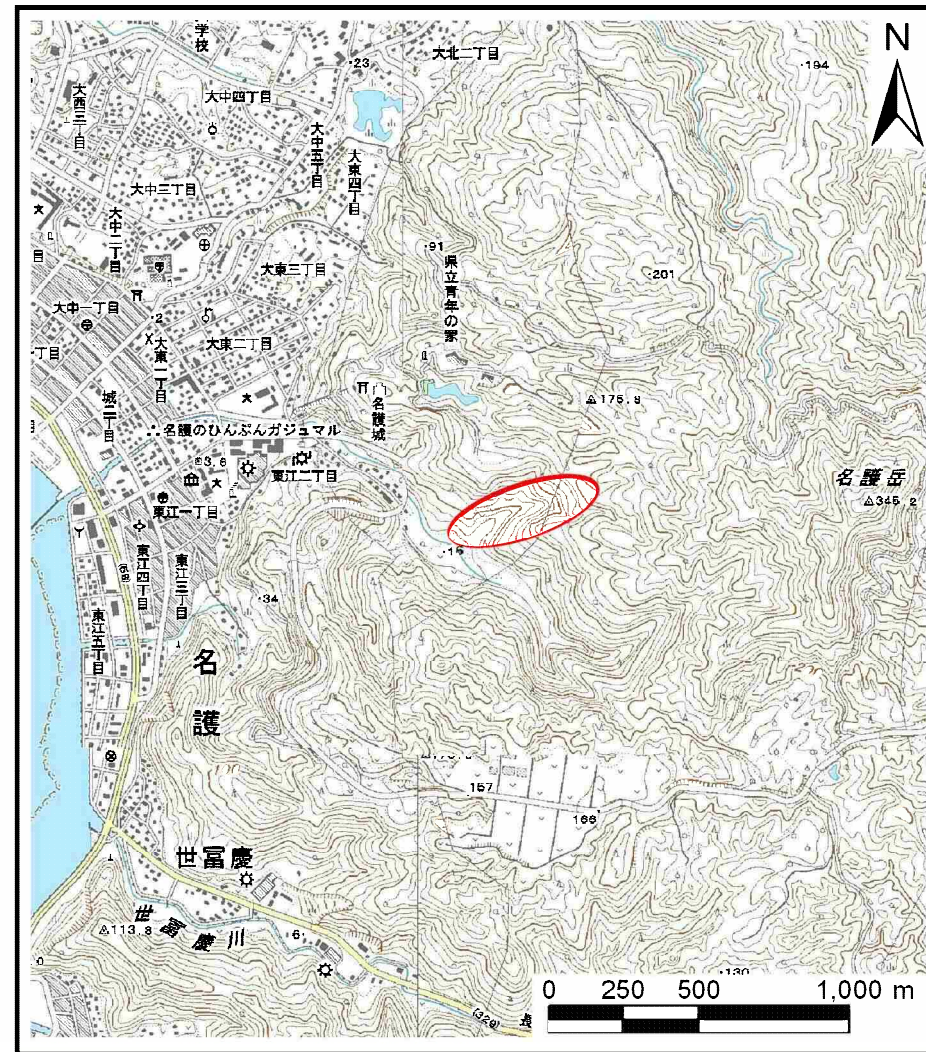 学校
大北二丁目
23
194
N
大西三丁目
大中四丁目
大中五丁目
大東四丁目
大中三丁目
大中二丁目
大東三丁目
91
県立青年の家
201
目
大中一丁目
2
大東一丁目
大東二丁目
丁目
城二丁目
名護城
175.9
名護のひんぷんガジュマル
3.6
東江二丁目
東江一丁目
名護岳
345.2
15
東江四丁目
東江三丁目
34
東江五丁目
名護
157
166
世冨慶
世冨慶川
113.8
6
130
(329)
0 250 500 1,000 m